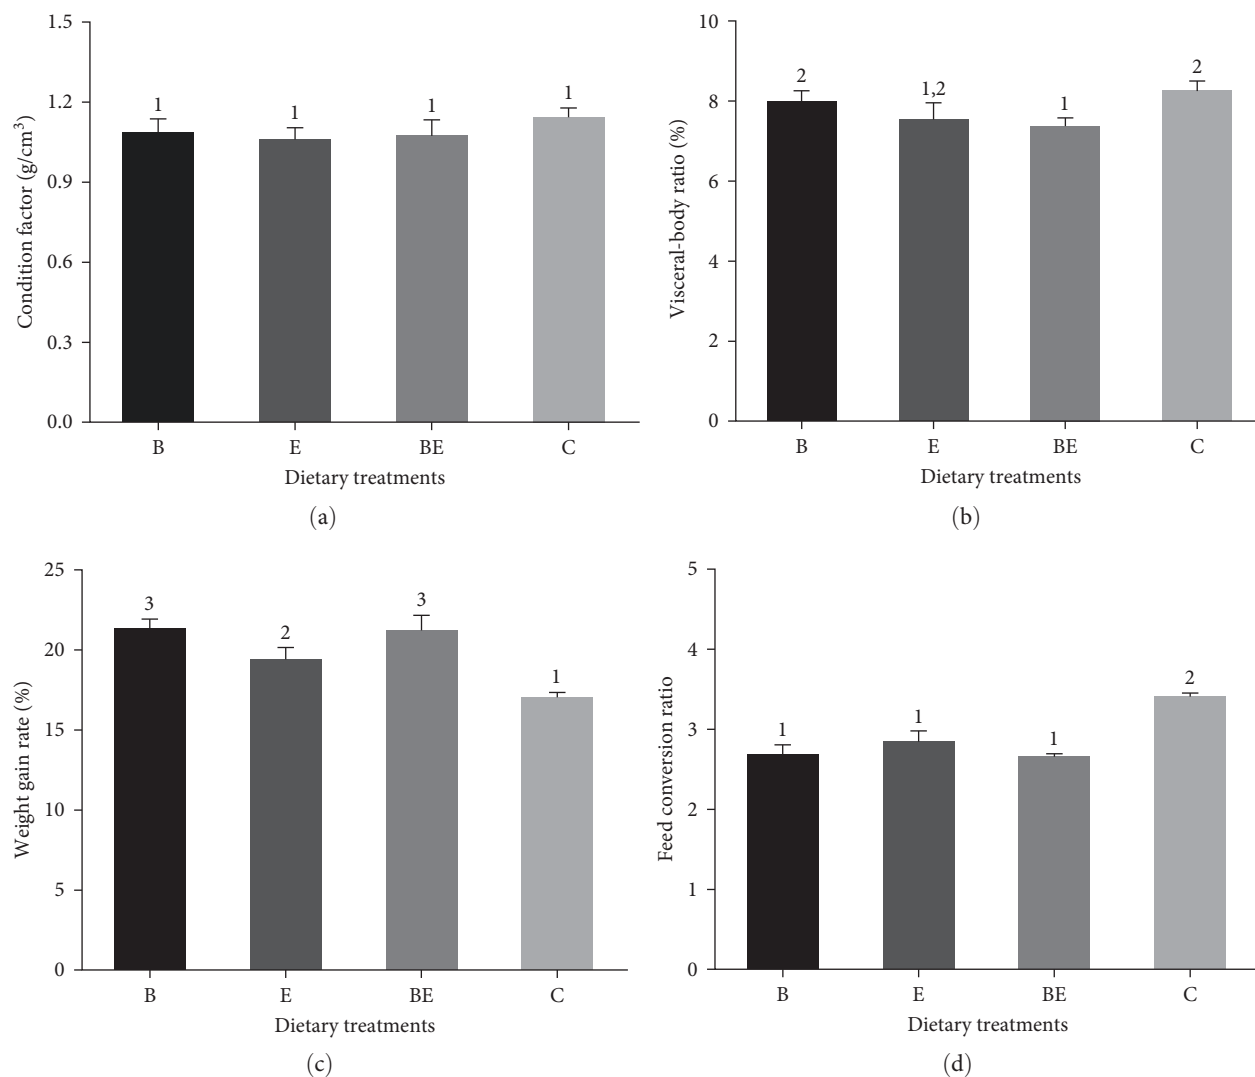 Condition factor (g/cm³)
1.5
1.2
0.9
0.6
0.3
0.0
1
1
1
1
B
E
BE
C
Dietary treatments
(a)
Visceral-body ratio (%)
10
8
6
4
2
0
2
1,2
1
2
B
E
BE
C
Dietary treatments
(b)
Weight gain rate (%)
25
20
15
10
5
0
3
2
3
1
B
E
BE
C
Dietary treatments
(c)
Feed conversion ratio
5
4
3
2
1
0
1
1
1
2
B
E
BE
C
Dietary treatments
(d)